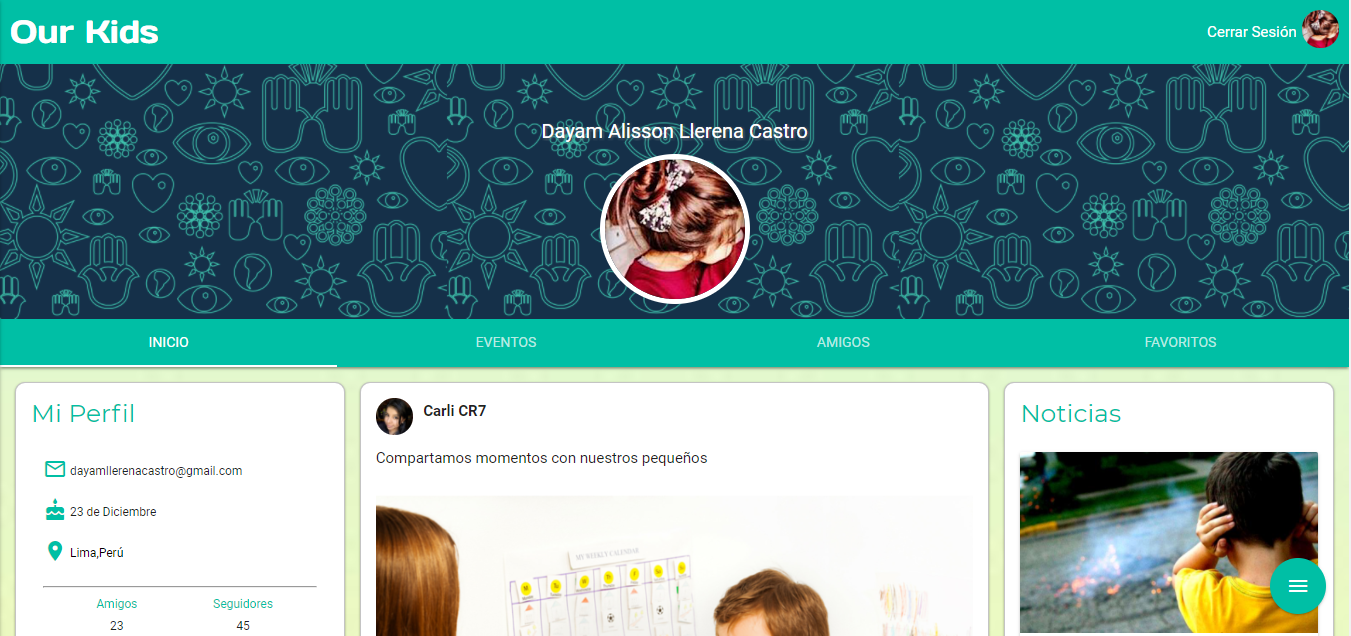 Our Kids
Cerrar Sesión
Dayam Alisson Llerena Castro
INICIO
EVENTOS
AMIGOS
FAVORITOS
Mi Perfil
dayamllerenacastro@gmail.com
23 de Diciembre
Lima,Perú
Amigos
Seguidores
23
45
Carli CR7
Compartamos momentos con nuestros pequeños
MY WEEKLY CALENDAR
Noticias